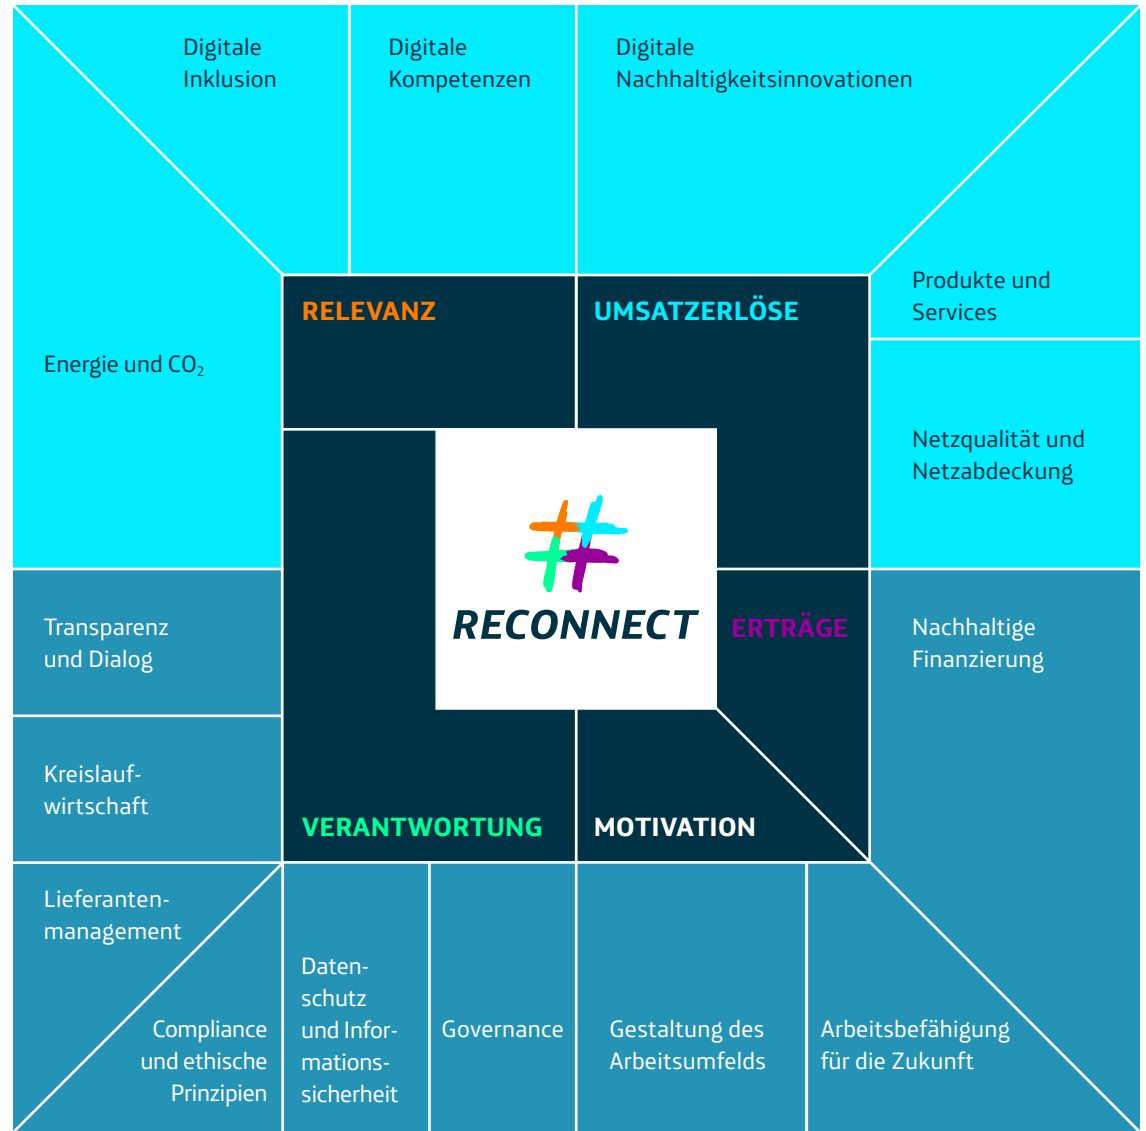 Digitale
Inklusion
Digitale
Kompetenzen
Digitale
Nachhaltigkeitsinnovationen
Produkte und
Services
RELEVANZ
UMSATZERLÖSE
Energie und CO₂
Netzqualität und
Netzabdeckung
RECONNECT
ERTRÄGE
Transparenz
und Dialog
Nachhaltige
Finanzierung
Kreislauf-
wirtschaft
VERANTWORTUNG
MOTIVATION
Lieferanten-
management
Compliance
und ethische
Prinzipien
Daten-
schutz
und Infor-
mations-
sicherheit
Governance
Gestaltung des
Arbeitsumfelds
Arbeitsbefähigung
für die Zukunft